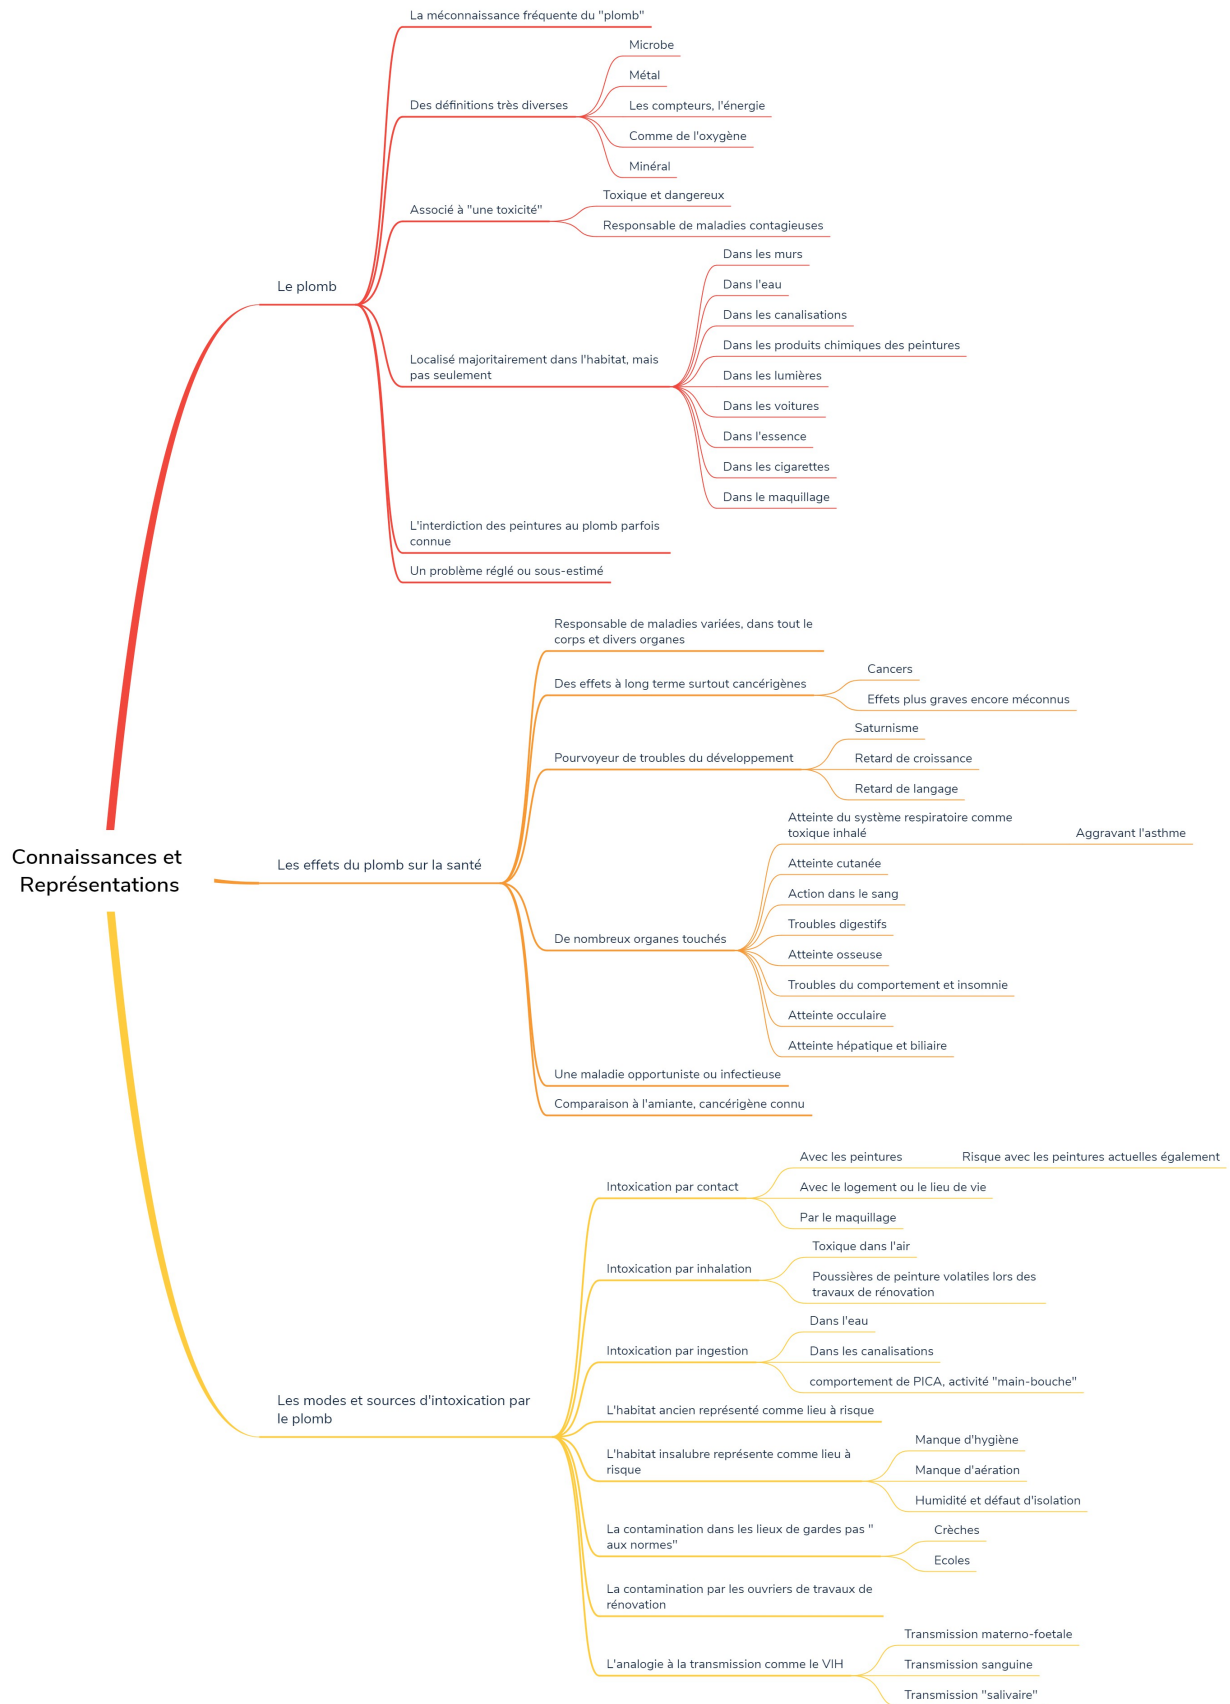 La méconnaissance fréquente du "plomb"
Microbe
Métal
Des définitions très diverses
Les compteurs, l'énergie
Comme de l'oxygène
Minéral
Toxique et dangereux
Associé à "une toxicité"
Responsable de maladies contagieuses
Dans les murs
Dans l'eau
Le plomb
Dans les canalisations
Dans les produits chimiques des peintures
Localisé majoritairement dans l'habitat, mais
pas seulement
Dans les lumières
Dans les voitures
Dans l'essence
Dans les cigarettes
Dans le maquillage
L'interdiction des peintures au plomb parfois
connue
Un problème réglé ou sous-estimé
Responsable de maladies variées, dans tout le
corps et divers organes
Cancers
Des effets à long terme surtout cancérigènes
Effets plus graves encore méconnus
Saturnisme
Pourvoyeur de troubles du développement
Retard de croissance
Retard de langage
Atteinte du système respiratoire comme
toxique inhalé
Aggravant l'asthme
Connaissances et
Représentations
Les effets du plomb sur la santé
Atteinte cutanée
Action dans le sang
Troubles digestifs
De nombreux organes touchés
Atteinte osseuse
Troubles du comportement et insomnie
Atteinte occulaire
Atteinte hépatique et biliaire
Une maladie opportuniste ou infectieuse
Comparaison à l'amiante, cancérigène connu
Avec les peintures
Risque avec les peintures actuelles également
Intoxication par contact
Avec le logement ou le lieu de vie
Par le maquillage
Toxique dans l'air
Intoxication par inhalation
Poussières de peinture volatiles lors des
travaux de rénovation
Dans l'eau
Intoxication par ingestion
Dans les canalisations
comportement de PICA, activité "main-bouche"
Les modes et sources d'intoxication par
le plomb
L'habitat ancien représenté comme lieu à risque
Manque d'hygiène
L'habitat insalubre représente comme lieu à
risque
Manque d'aération
Humidité et défaut d'isolation
La contamination dans les lieux de gardes pas "
aux normes"
Crèches
Ecoles
La contamination par les ouvriers de travaux de
rénovation
Transmission materno-foetale
L'analogie à la transmission comme le VIH
Transmission sanguine
Transmission "salivaire"